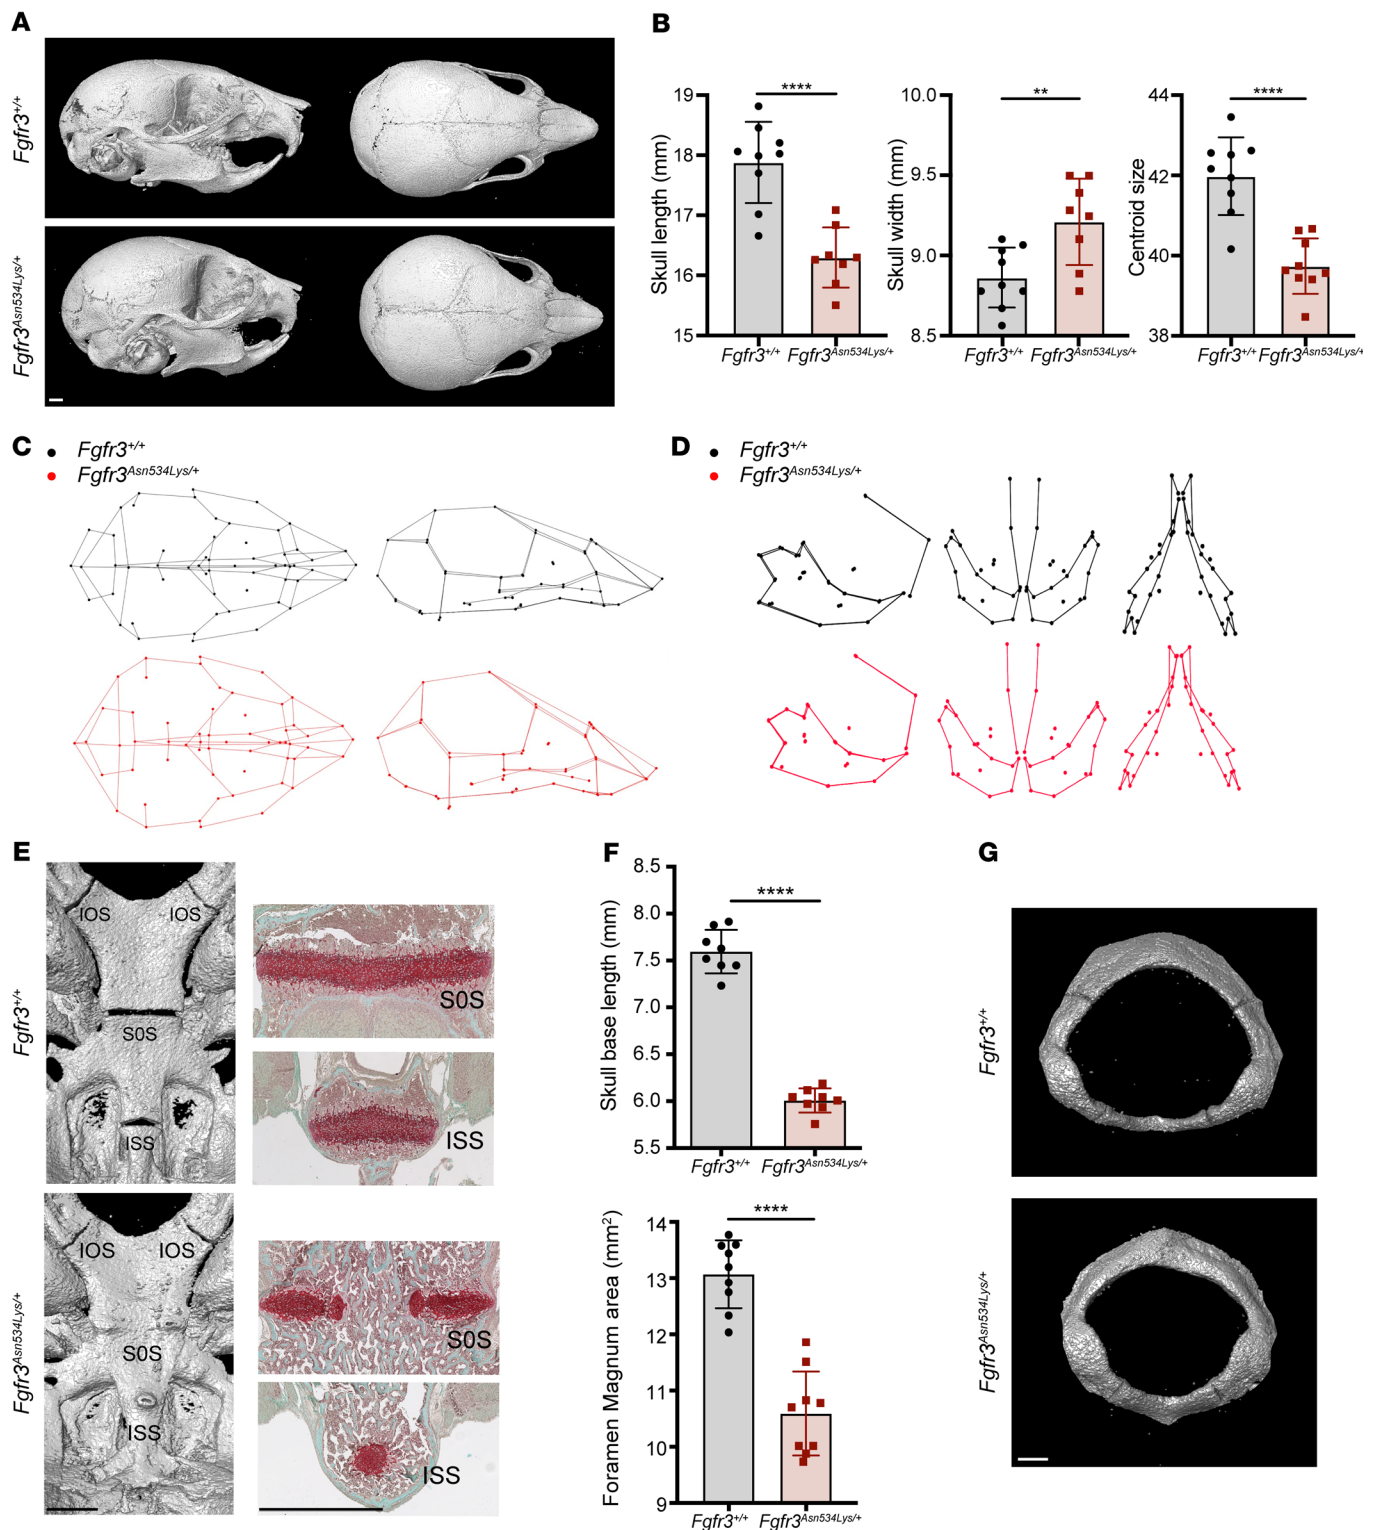 A
Fgfr3+/+
Fgfr3Asn534Lys/+
B
Skull length (mm)
19
18
17
16
15
****
Fgfr3+/+
Fgfr3Asn534Lys/+
Skull width (mm)
10.0
9.5
9.0
8.5
**
Fgfr3+/+
Fgfr3Asn534Lys/+
Centroid size
44
42
40
38
****
Fgfr3+/+
Fgfr3Asn534Lys/+
C
Fgfr3+/+
Fgfr3Asn534Lys/+
D
Fgfr3+/+
Fgfr3Asn534Lys/+
E
Fgfr3+/+
IOS
IOS
S0S
ISS
S0S
ISS
Fgfr3Asn534Lys/+
IOS
IOS
S0S
ISS
S0S
ISS
F
Skull base length (mm)
8.5
8.0
7.5
7.0
6.5
6.0
5.5
****
Fgfr3+/+
Fgfr3Asn534Lys/+
Foramen Magnum area (mm2)
14
13
12
11
10
9
****
Fgfr3+/+
Fgfr3Asn534Lys/+
G
Fgfr3+/+
Fgfr3Asn534Lys/+